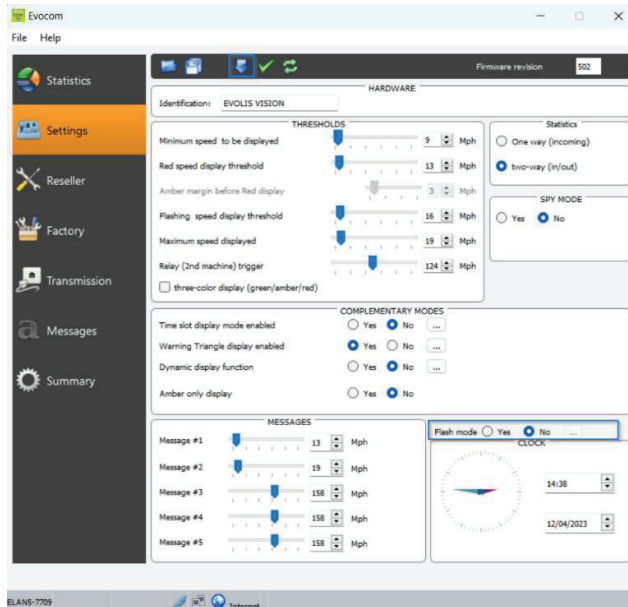 Evocom
File Help
Statistics
Settings
Reseller
Factory
Transmission
Messages
Summary
Firmware revision 502
HARDWARE
Identification: EVOLIS VISION
THRESHOLDS
Minimum speed to be displayed 9 Mph
Red speed display threshold 13 Mph
Amber margin before Red display 3 Mph
Flashing speed display threshold 16 Mph
Maximum speed displayed 19 Mph
Relay (2nd machine) trigger 124 Mph
three-color display (green/amber/red)
Statistics
One way (incoming)
two-way (in/out)
SPY MODE
Yes No
COMPLEMENTARY MODES
Time slot display mode enabled Yes No ...
Warning Triangle display enabled Yes No ...
Dynamic display function Yes No ...
Amber only display Yes No
MESSAGES
Message #1 13 Mph
Message #2 19 Mph
Message #3 158 Mph
Message #4 158 Mph
Message #5 158 Mph
Flash mode Yes No ...
CLOCK
14:38
12/04/2023
ELAN5-7709
Internet